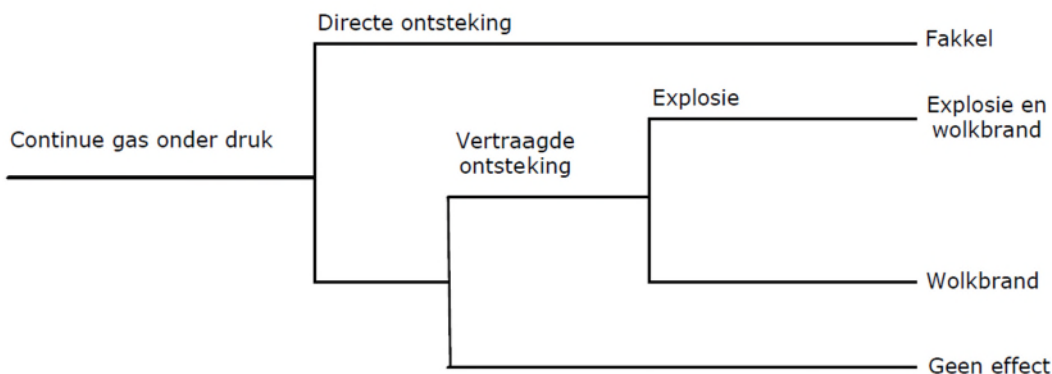 Directe ontsteking
Fakkel
Explosie
Explosie en
wolkbrand
Continue gas onder druk
Vertraagde
ontsteking
Wolkbrand
Geen effect